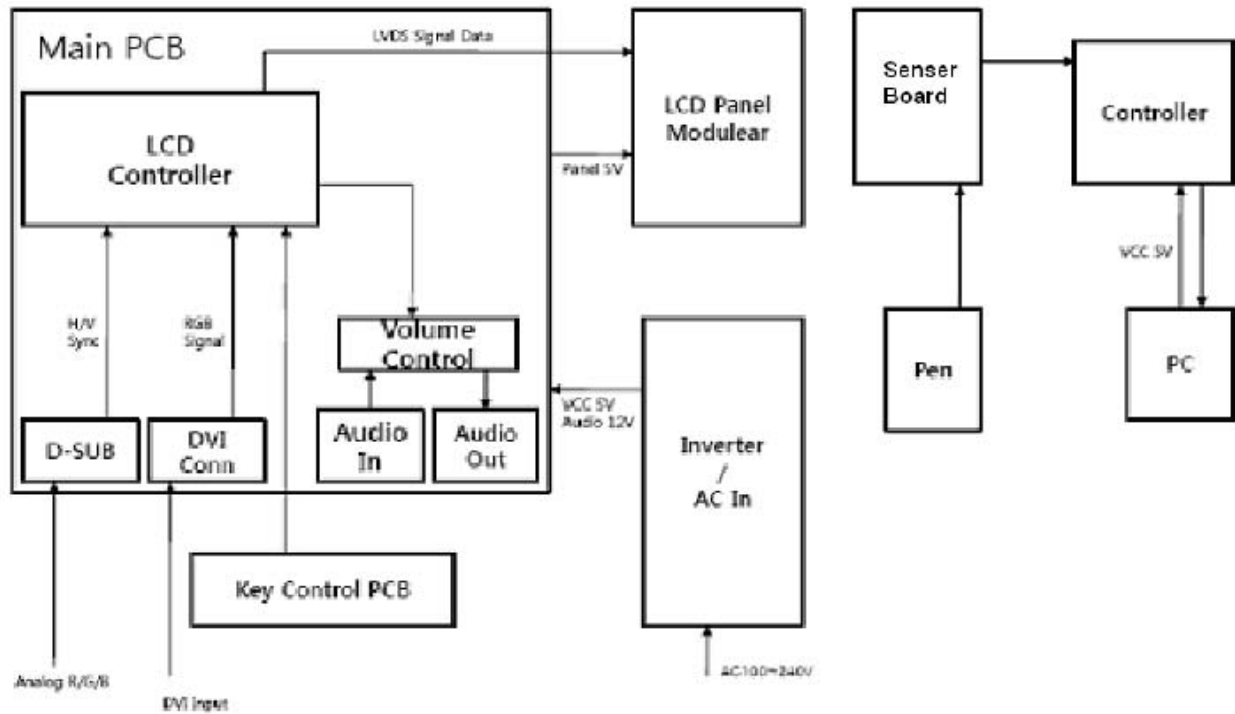 Main PCB
LVDS Signal Data
LCD
Controller
LCD Panel
Modulear
Panel 5V
Senser
Board
Controller
VCC 5V
H/V
Sync
RGB
Signal
Volume
Control
D-SUB
DVI
Conn
Audio
In
Audio
Out
VCC 5V
Audio 12V
Inverter
/
AC In
Pen
PC
Key Control PCB
Analog R/G/B
DVI Input
AC100~240V